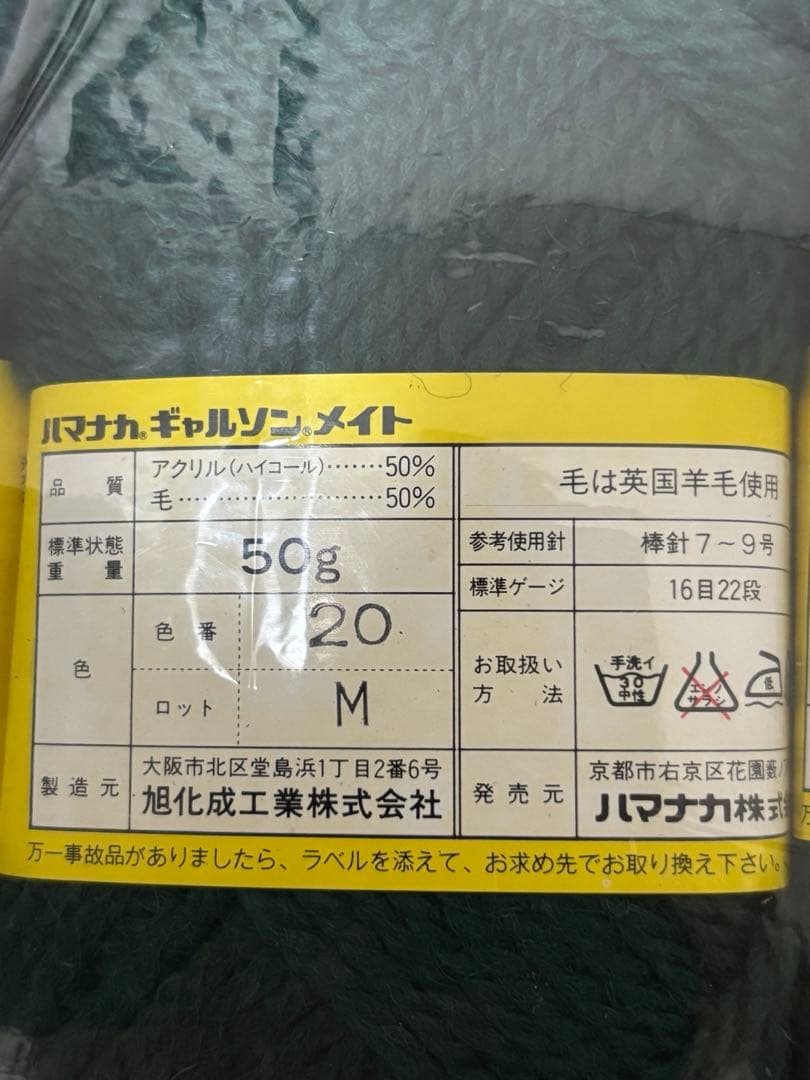 ハマナカ®ギャルソン®メイト
品質
アクリル(ハイコール)……50%
毛……………………50%
毛は英国羊毛使用
標準状態
重量
50g
参考使用針
棒針7~9号
標準ゲージ
16目22段
色
色番
20
ロット
M
お取扱い
方法
手洗イ
30
中性
エンソ
サラシ
低
製造元
大阪市北区堂島浜1丁目2番6号
旭化成工業株式会社
発売元
京都市右京区花園藪ノ
ハマナカ株式
万一事故品がありましたら、ラベルを添えて、お求め先でお取り換え下さい。